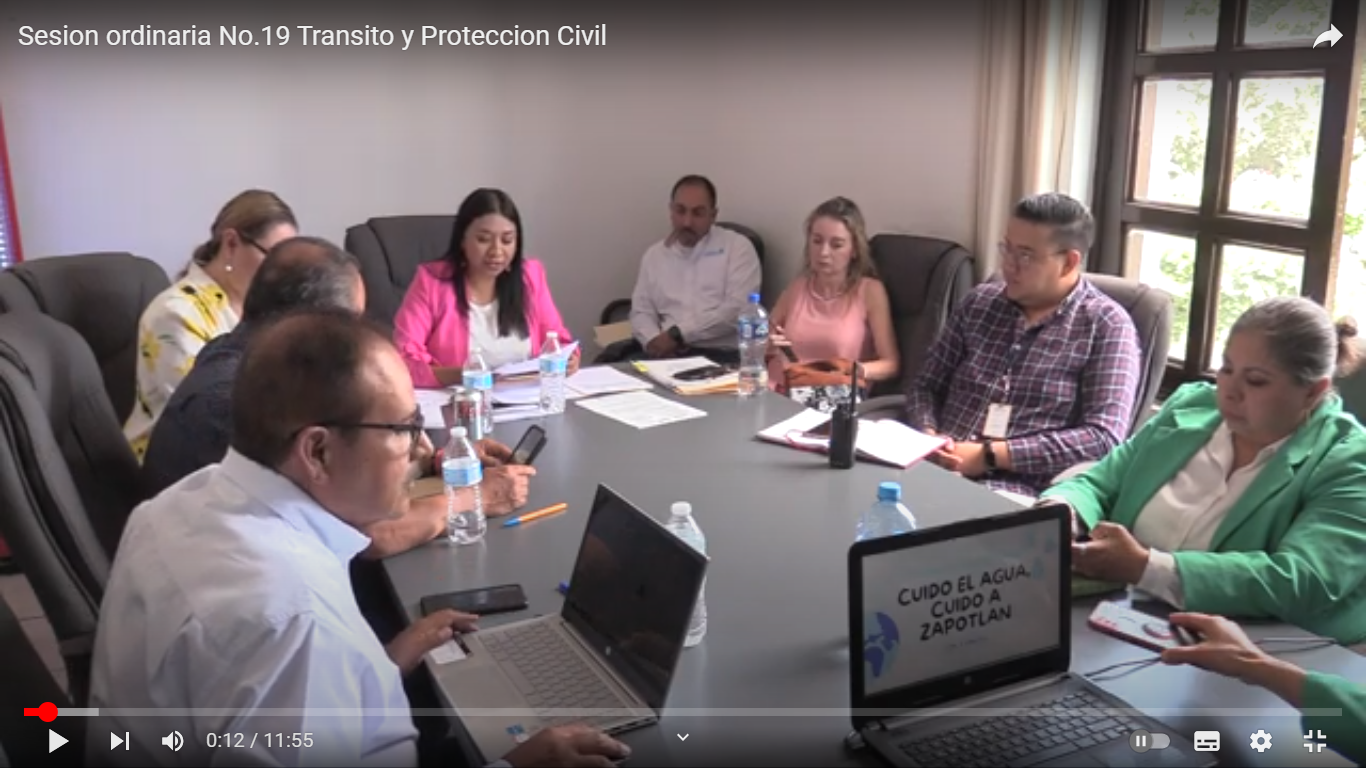 Sesion ordinaria No.19 Transito y Proteccion Civil
CUIDO EL AGUA,
CUIDO A
ZAPOTLAN
0:12 / 11:55